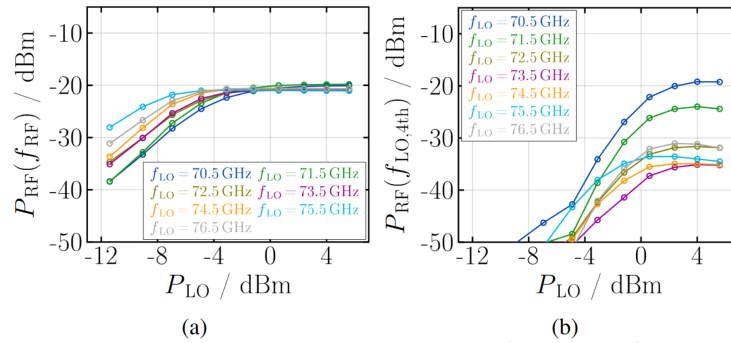 -10
-20
-30
-40
-50
P_RF(f_RF) / dBm
f_LO = 70.5 GHz f_LO = 71.5 GHz
f_LO = 72.5 GHz f_LO = 73.5 GHz
f_LO = 74.5 GHz f_LO = 75.5 GHz
f_LO = 76.5 GHz
-12 -8 -4 0 4
P_LO / dBm
(a)
-10
-20
-30
-40
-50
P_RF(f_LO,4th) / dBm
f_LO = 70.5 GHz
f_LO = 71.5 GHz
f_LO = 72.5 GHz
f_LO = 73.5 GHz
f_LO = 74.5 GHz
f_LO = 75.5 GHz
f_LO = 76.5 GHz
-12 -8 -4 0 4
P_LO / dBm
(b)